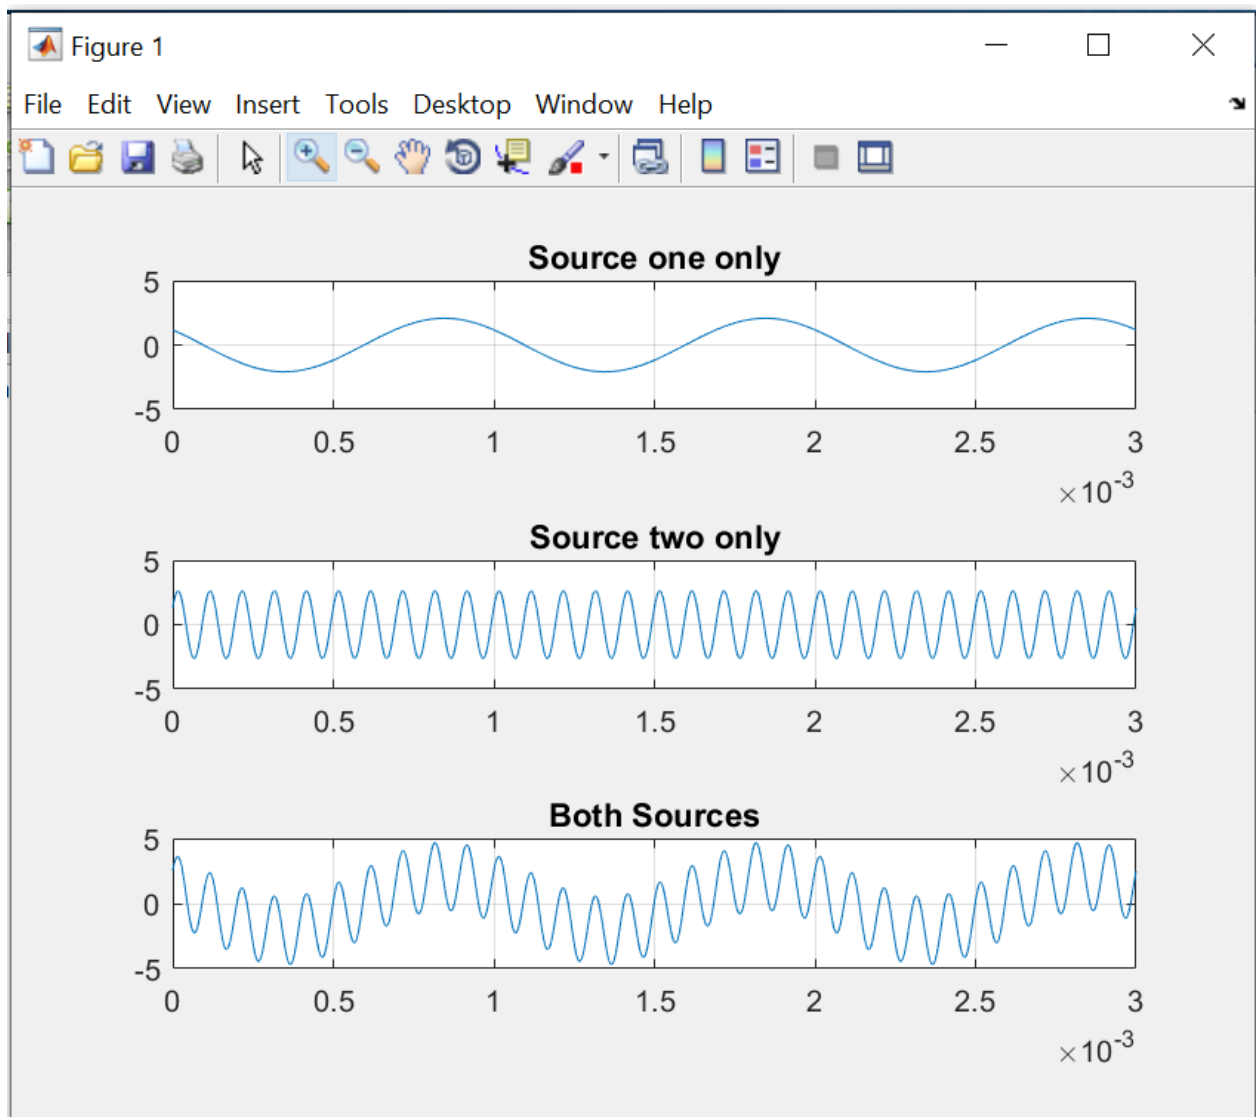 Figure 1
File Edit View Insert Tools Desktop Window Help
Source one only
5
0
-5
0 0.5 1 1.5 2 2.5 3
×10-3
Source two only
5
0
-5
0 0.5 1 1.5 2 2.5 3
×10-3
Both Sources
5
0
-5
0 0.5 1 1.5 2 2.5 3
×10-3